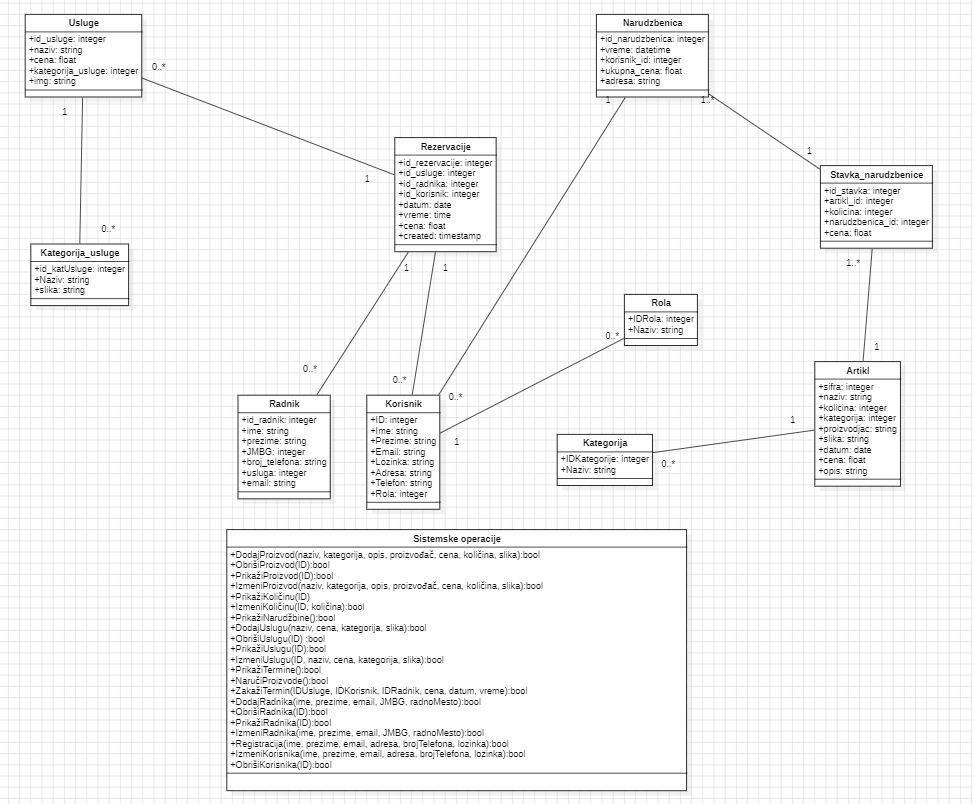 Usluge
+id_usluge: integer
+naziv: string
+cena: float
+kategorija_usluge: integer
+img: string
0..*
1
0..*
Kategorija_usluge
+id_katUsluge: integer
+Naziv: string
+slika: string
Rezervacije
+id_rezervacije: integer
+id_usluge: integer
+id_radnika: integer
+id_korisnik: integer
+datum: date
+vreme: time
+cena: float
+created: timestamp
1
1
1
0..*
0..*
Narudzbenica
+id_narudzbenica: integer
+vreme: datetime
+korisnik_id: integer
+ukupna_cena: float
+adresa: string
1
1..*
1
Stavka_narudzbenice
+id_stavka: integer
+artikl_id: integer
+kolicina: integer
+narudzbenica_id: integer
+cena: float
1..*
1
Rola
+IDRola: integer
+Naziv: string
0..*
Radnik
+id_radnik: integer
+ime: string
+prezime: string
+JMBG: integer
+broj_telefona: string
+usluga: integer
+email: string
Korisnik
+ID: integer
+Ime: string
+Prezime: string
+Email: string
+Lozinka: string
+Adresa: string
+Telefon: string
+Rola: integer
0..*
1
Kategorija
+IDKategorije: integer
+Naziv: string
0..*
1
Artikl
+sifra: integer
+naziv: string
+kolicina: integer
+kategorija: integer
+proizvodjac: string
+slika: string
+datum: date
+cena: float
+opis: string
Sistemske operacije
+DodajProizvod(naziv, kategorija, opis, proizvođač, cena, količina, slika):bool
+ObrišiProizvod(ID):bool
+PrikažiProizvod(ID):bool
+IzmeniProizvod(naziv, kategorija, opis, proizvođač, cena, količina, slika):bool
+PrikažiKoličinu(ID)
+IzmeniKoličinu(ID, količina):bool
+PrikažiNarudžbine():bool
+DodajUslugu(naziv, cena, kategorija, slika):bool
+ObrišiUslugu(ID) :bool
+PrikažiUslugu(ID):bool
+IzmeniUslugu(ID, naziv, cena, kategorija, slika):bool
+PrikažiTermine():bool
+NaručiProizvode():bool
+ZakažiTermin(IDUsluge, IDKorisnik, IDRadnik, cena, datum, vreme):bool
+DodajRadnika(ime, prezime, email, JMBG, radnoMesto):bool
+ObrišiRadnika(ID):bool
+PrikažiRadnika(ID):bool
+IzmeniRadnika(ime, prezime, email, JMBG, radnoMesto):bool
+Registracija(ime, prezime, email, adresa, brojTelefona, lozinka):bool
+IzmeniKorisnika(ime, prezime, email, adresa, brojTelefona, lozinka):bool
+ObrišiKorisnika(ID):bool